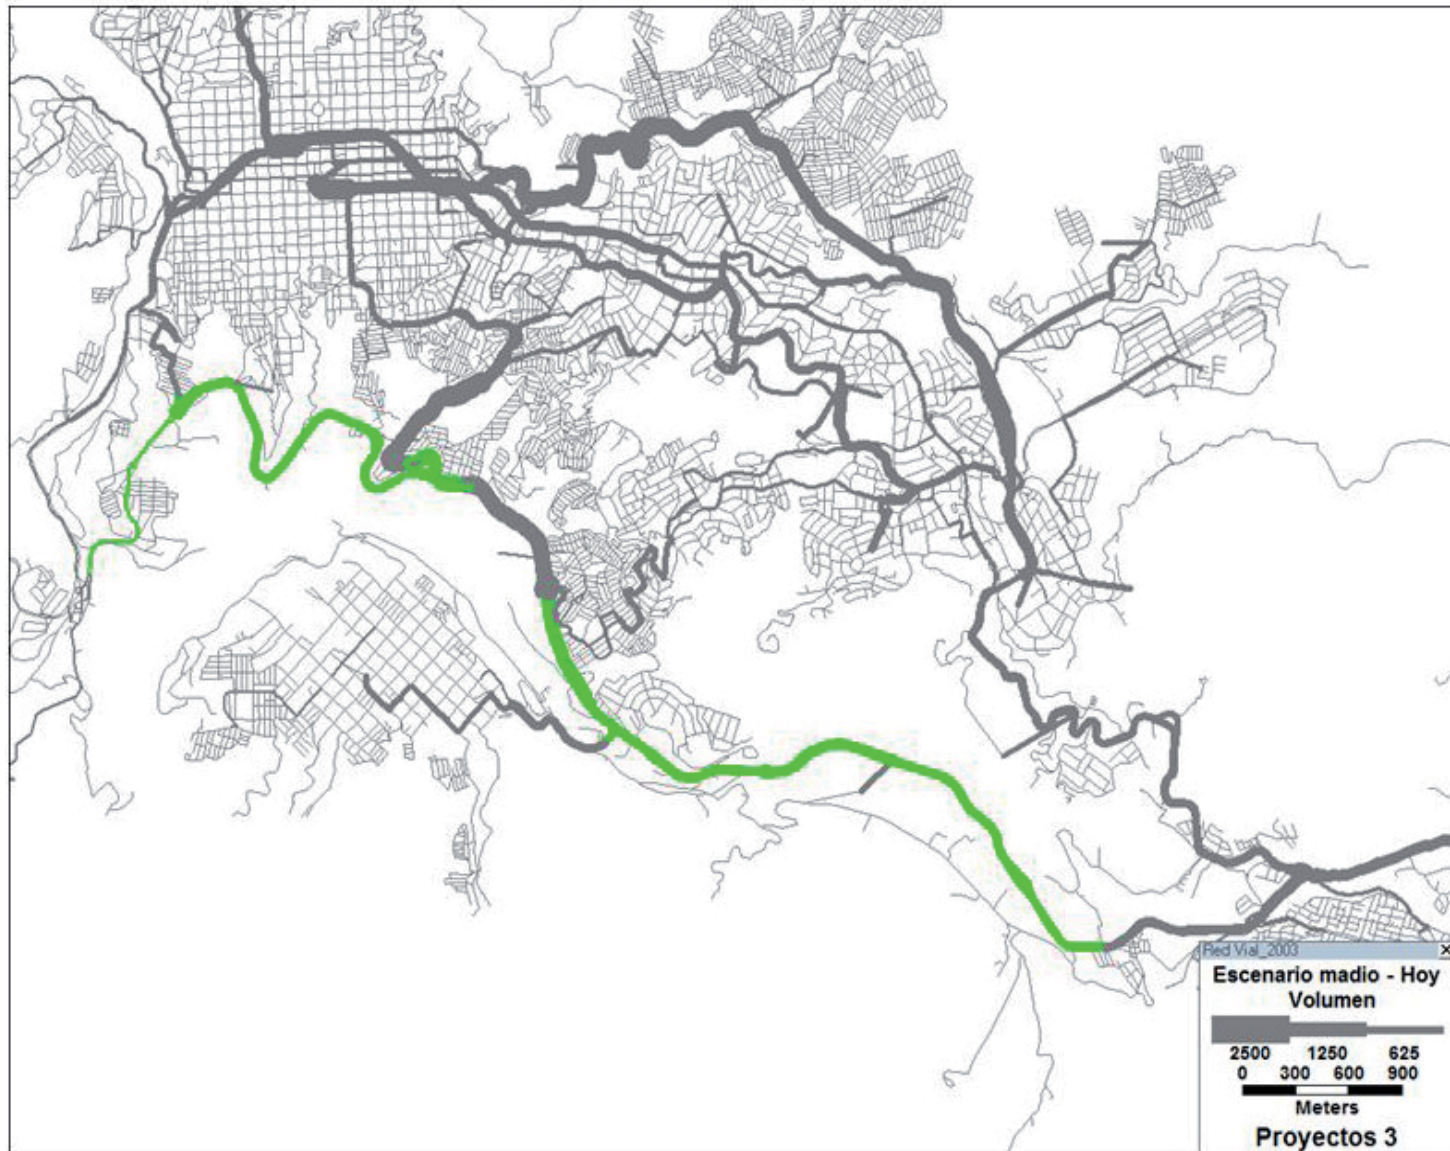 Red Vial_2003
Escenario madio - Hoy
Volumen
2500 1250 625
0 300 600 900
Meters
Proyectos 3